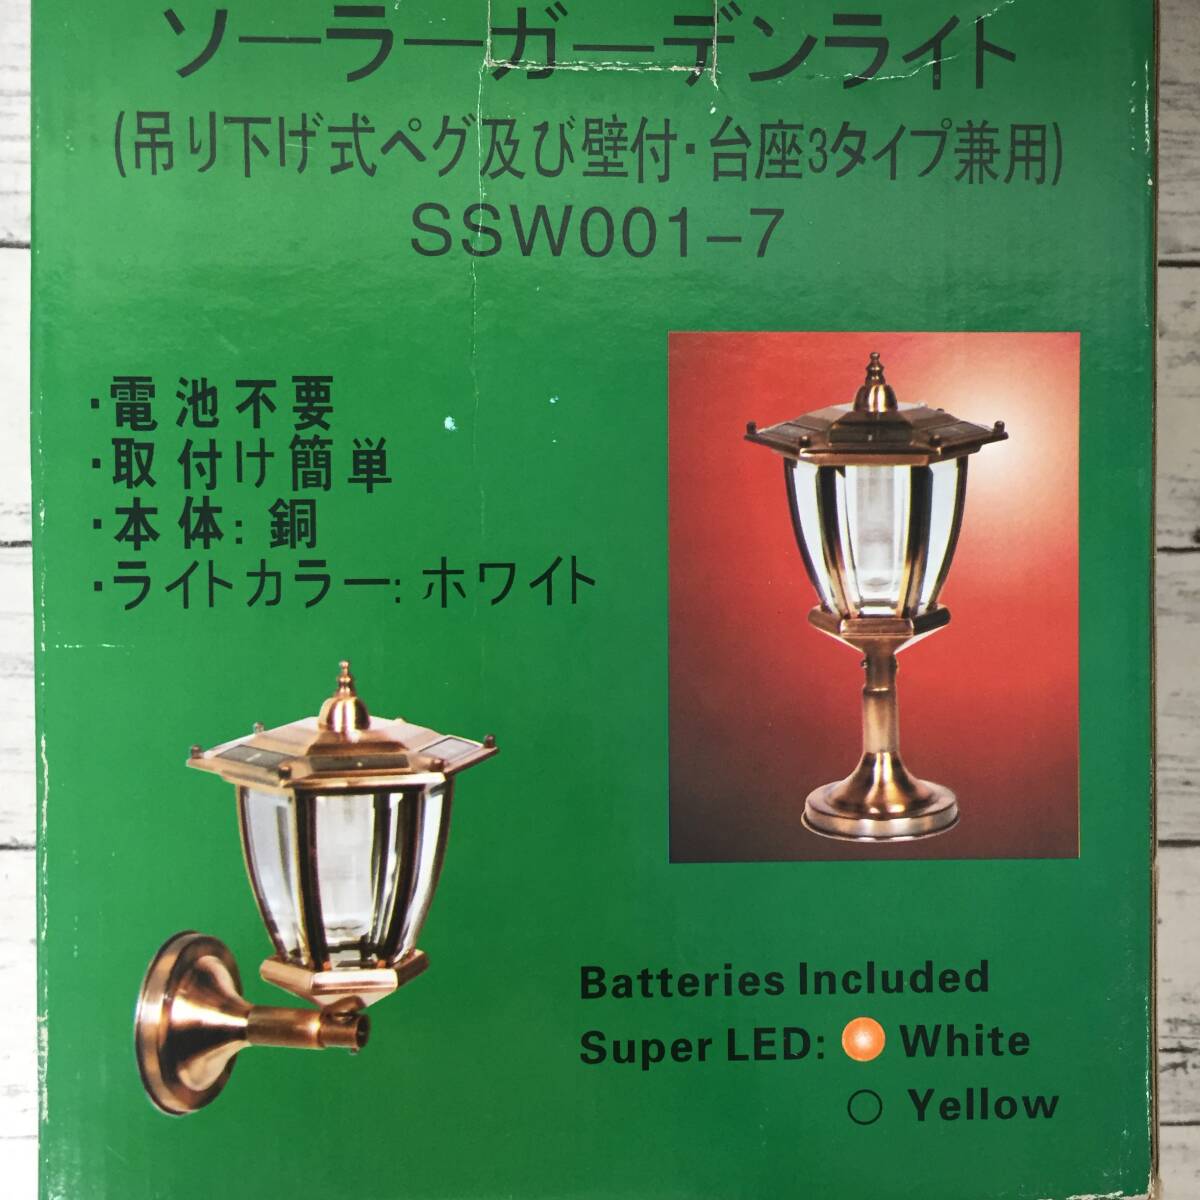 ソーラーガーデンライト
(吊り下げ式ペグ及び壁付・台座3タイプ兼用)
SSW001-7
・電池不要
・取付け簡単
・本体: 銅
・ライトカラー: ホワイト
Batteries Included
Super LED: White
Yellow